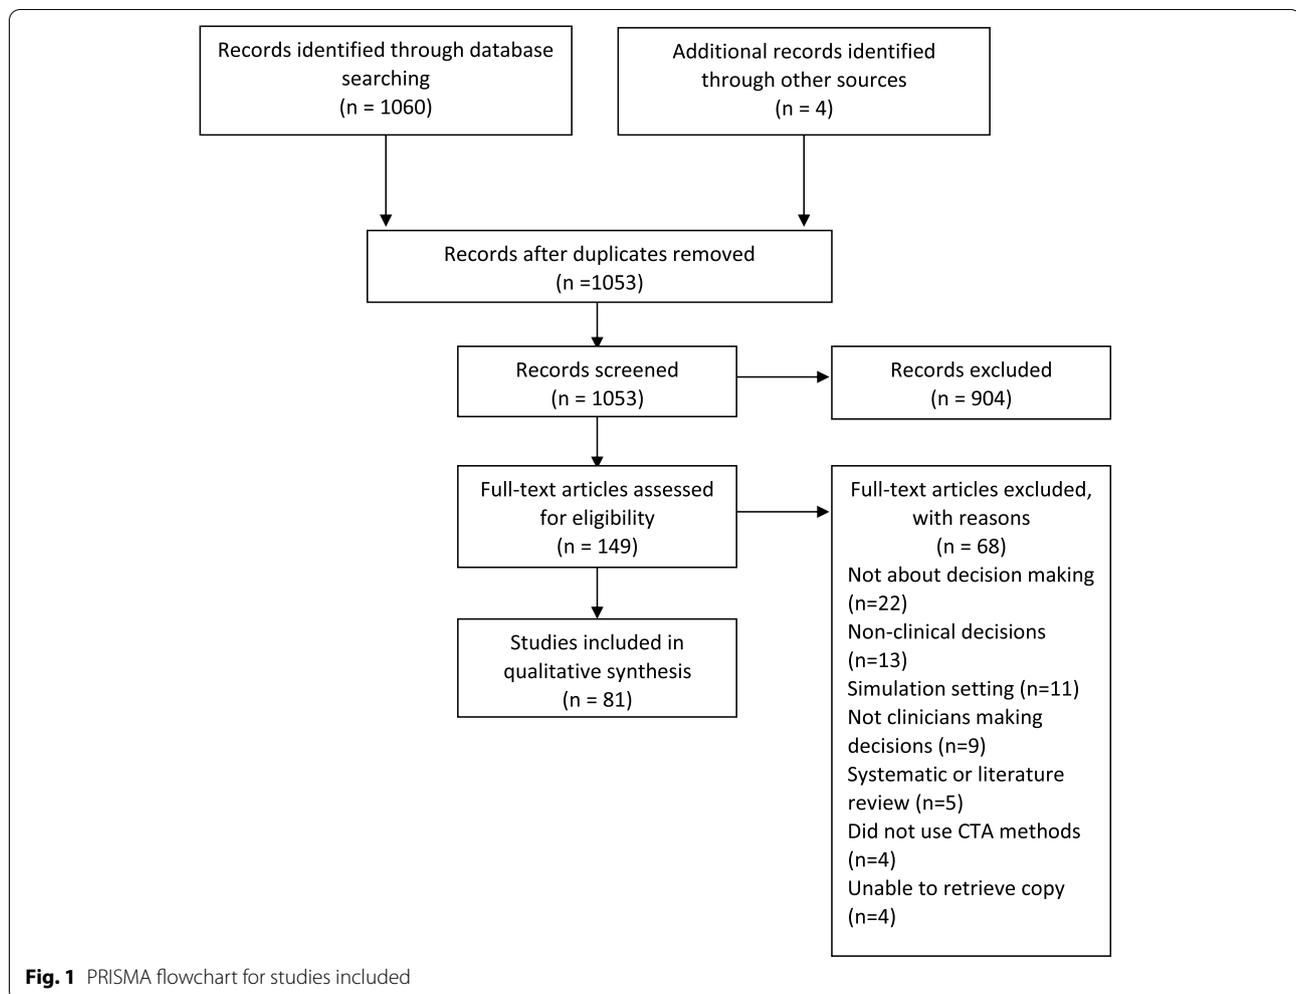 Records identified through database
searching
(n = 1060)
Additional records identified
through other sources
(n = 4)
Records after duplicates removed
(n =1053)
Records screened
(n = 1053)
Records excluded
(n = 904)
Full-text articles assessed
for eligibility
(n = 149)
Full-text articles excluded,
with reasons
(n = 68)
Not about decision making
(n=22)
Non-clinical decisions
(n=13)
Simulation setting (n=11)
Not clinicians making
decisions (n=9)
Systematic or literature
review (n=5)
Did not use CTA methods
(n=4)
Unable to retrieve copy
(n=4)
Studies included in
qualitative synthesis
(n = 81)
Fig. 1 PRISMA flowchart for studies included